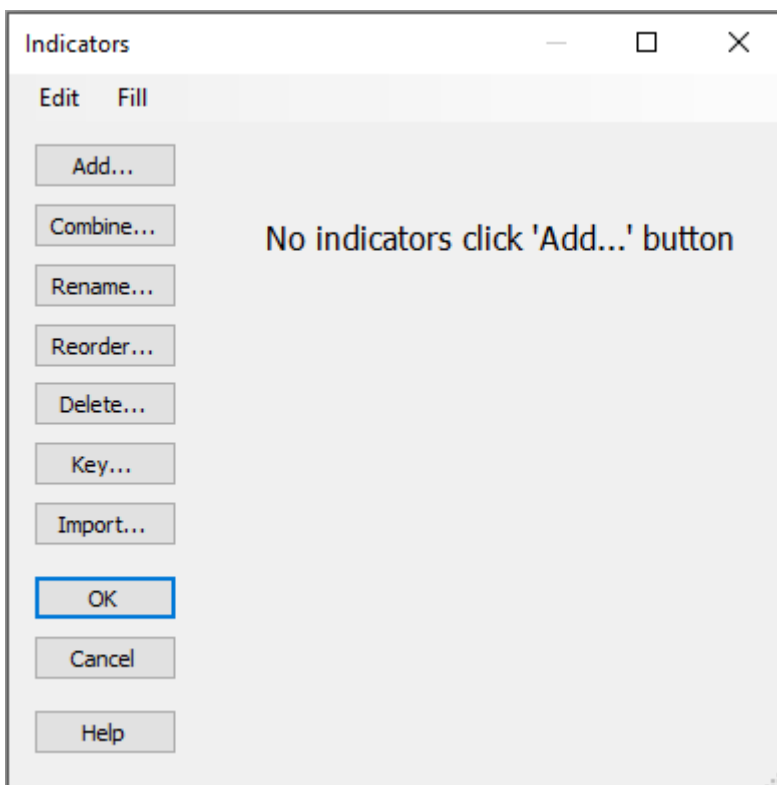 Indicators
Edit Fill
Add...
Combine...
No indicators click 'Add...' button
Rename...
Reorder...
Delete...
Key...
Import...
OK
Cancel
Help